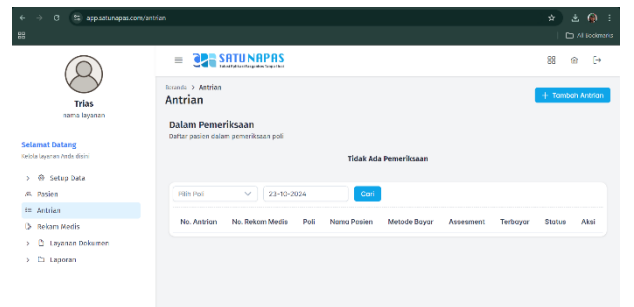 app.satunapas.com/antrian
All Bookmarks
SATU NAPAS
Trias
nama layanan
Selamat Datang
Kelola layanan Anda disini
Setup Data
Pasien
Antrian
Rekam Medis
Layanan Dokumen
Laporan
Beranda > Antrian
Antrian
+ Tambah Antrian
Dalam Pemeriksaan
Daftar pasien dalam pemeriksaan poli
Tidak Ada Pemeriksaan
Pilih Poli 23-10-2024 Cari
No. Antrian No. Rekam Medis Poli Nama Pasien Metode Bayar Assesment Terbayar Status Aksi